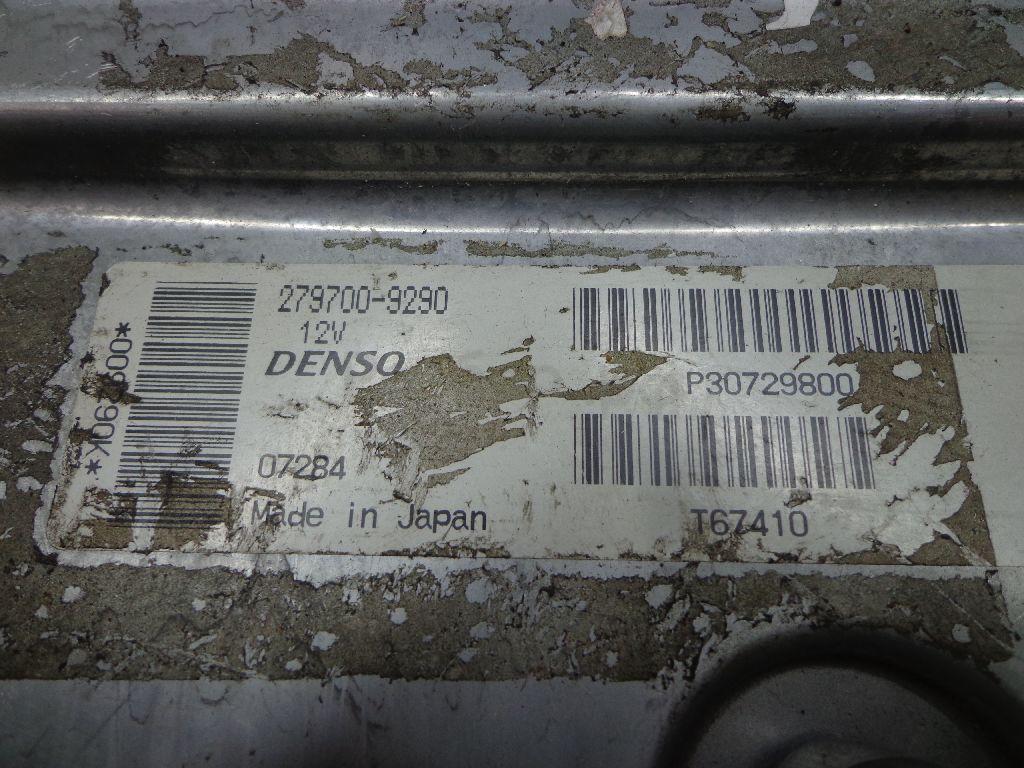 279700-9290
12V
DENSO
07284
Made in Japan
P30729800
T67410